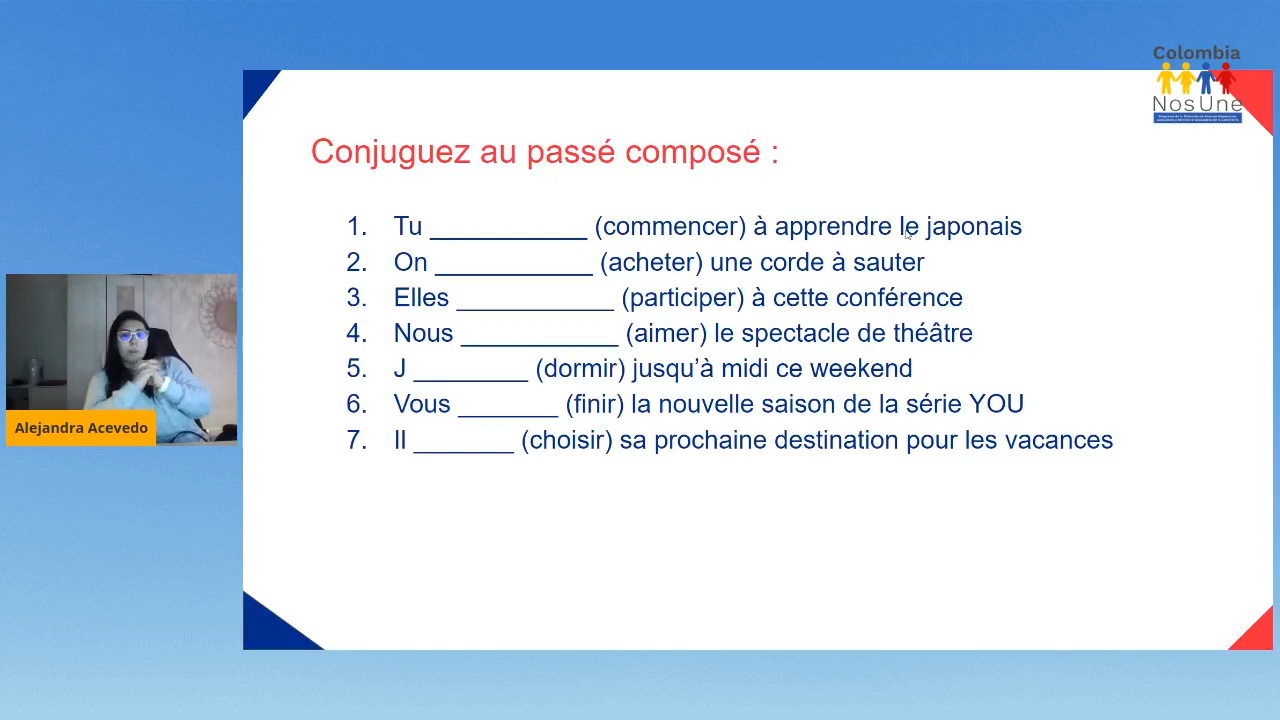 Colombia
NosUne
Conjuguez au passé composé :
1. Tu ___________ (commencer) à apprendre le japonais
2. On ___________ (acheter) une corde à sauter
3. Elles ___________ (participer) à cette conférence
4. Nous ___________ (aimer) le spectacle de théâtre
5. J ________ (dormir) jusqu’à midi ce weekend
6. Vous _______ (finir) la nouvelle saison de la série YOU
7. Il _______ (choisir) sa prochaine destination pour les vacances
Alejandra Acevedo